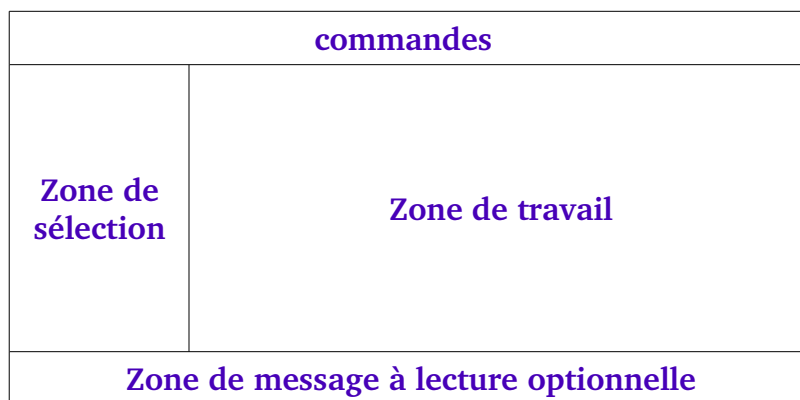 commandes
Zone de
sélection
Zone de travail
Zone de message à lecture optionnelle